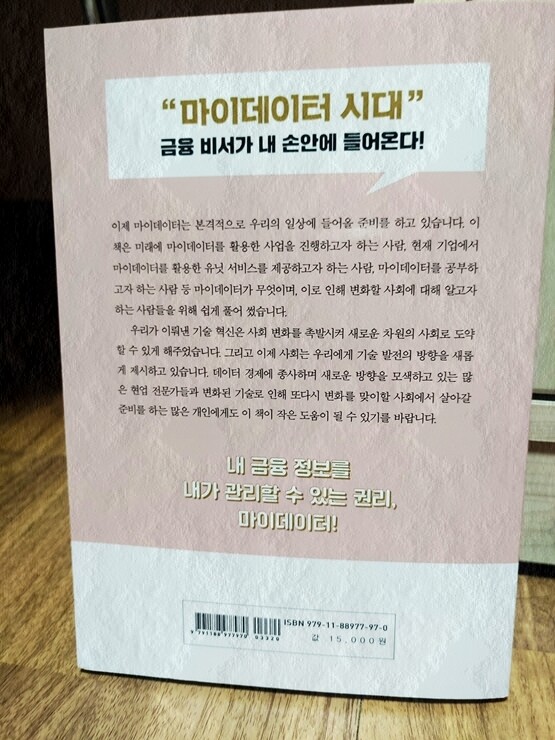 “마이데이터 시대”
금융 비서가 내 손안에 들어온다!
이제 마이데이터는 본격적으로 우리의 일상에 들어올 준비를 하고 있습니다. 이
책은 미래에 마이데이터를 활용한 사업을 진행하고자 하는 사람, 현재 기업에서
마이데이터를 활용한 유닛 서비스를 제공하고자 하는 사람, 마이데이터를 공부하
고자 하는 사람 등 마이데이터가 무엇이며, 이로 인해 변화할 사회에 대해 알고자
하는 사람들을 위해 쉽게 풀어 썼습니다.
우리가 이뤄낸 기술 혁신은 사회 변화를 촉발시켜 새로운 차원의 사회로 도약
할 수 있게 해주었습니다. 그리고 이제 사회는 우리에게 기술 발전의 방향을 새롭
게 제시하고 있습니다. 데이터 경제에 종사하며 새로운 방향을 모색하고 있는 많
은 현업 전문가들과 변화된 기술로 인해 또다시 변화를 맞이할 사회에서 살아갈
준비를 하는 많은 개인에게도 이 책이 작은 도움이 될 수 있기를 바랍니다.
내 금융 정보를
내가 관리할 수 있는 권리,
마이데이터!
ISBN 979-11-88977-97-0
9 791188 977970 03320
값 15,000원